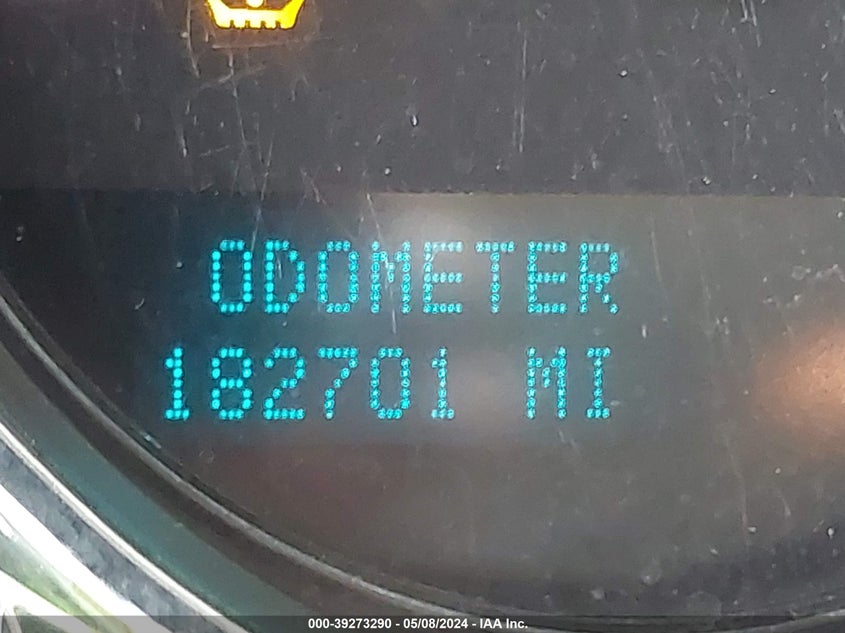 ODOMETER
182701 MI
000-39273290 - 05/08/2024 - IAA Inc.